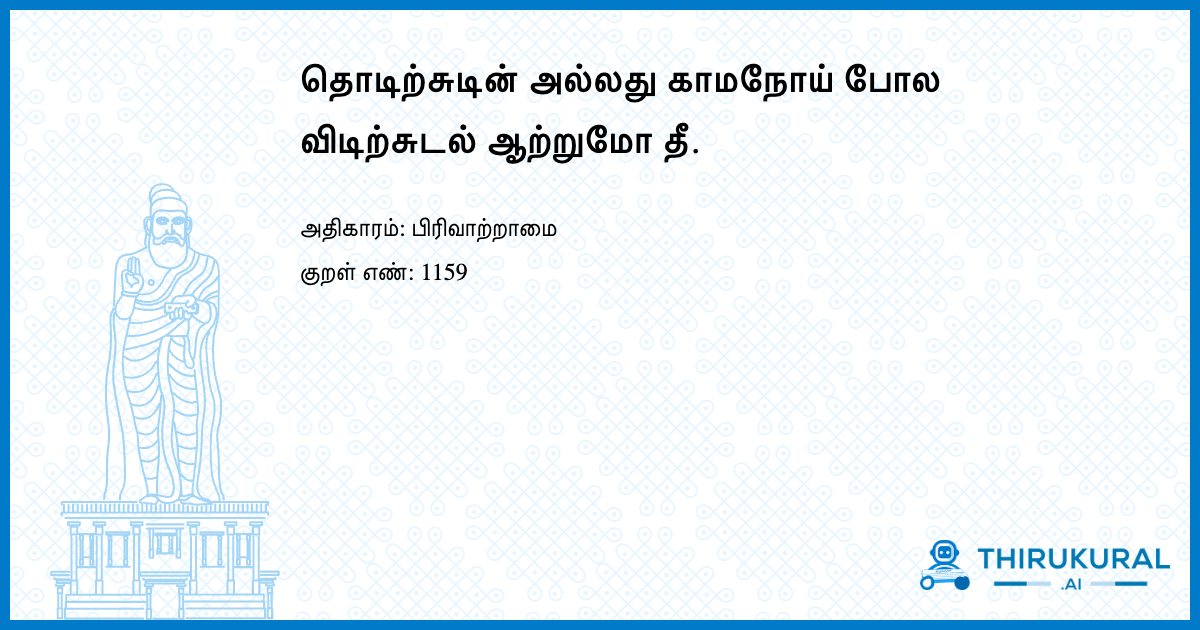 தொடிற்சுடின் அல்லது காமநோய் போல
விடிற்சுடல் ஆற்றுமோ தீ.
அதிகாரம்: பிரிவாற்றாமை
குறள் எண்: 1159
THIRUKURAL
.AI